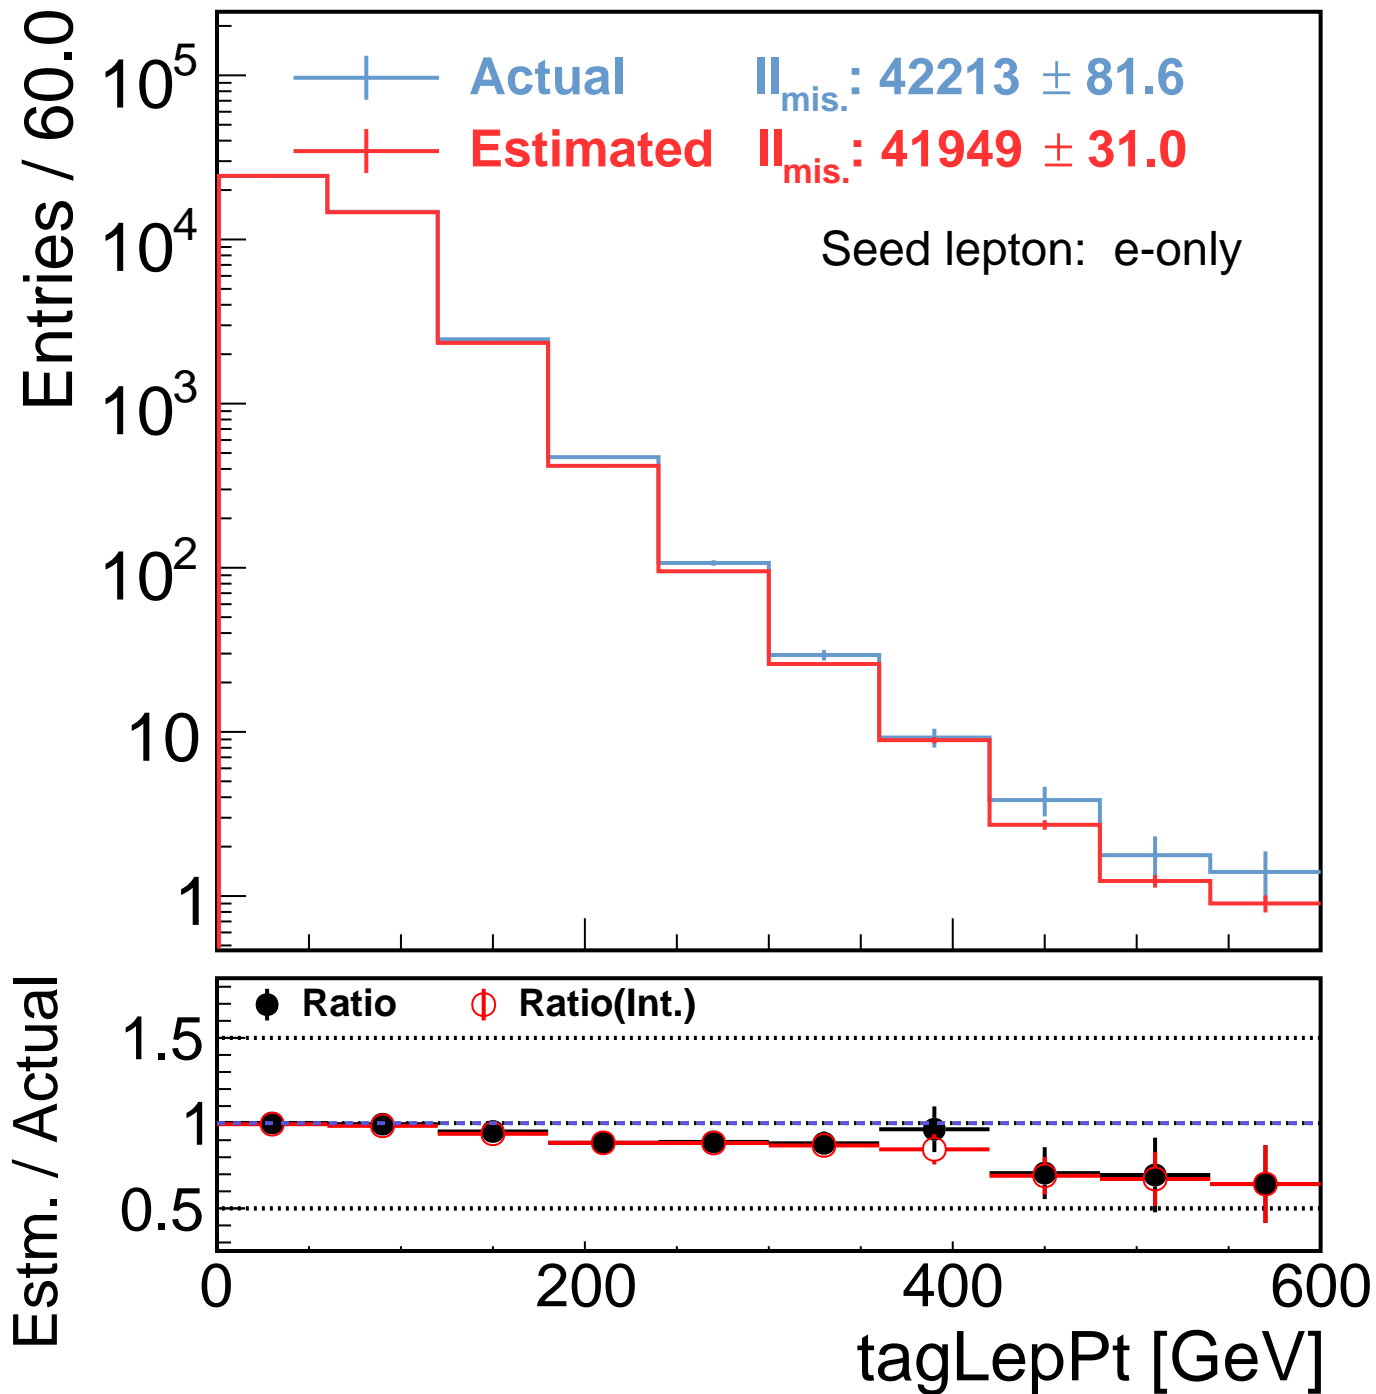 Entries / 60.0
10^5
10^4
10^3
10^2
10
1
Actual ll_mis.: 42213 ± 81.6
Estimated ll_mis.: 41949 ± 31.0
Seed lepton: e-only
Estm. / Actual
Ratio Ratio(Int.)
1.5
1
0.5
0 200 400 600
tagLepPt [GeV]